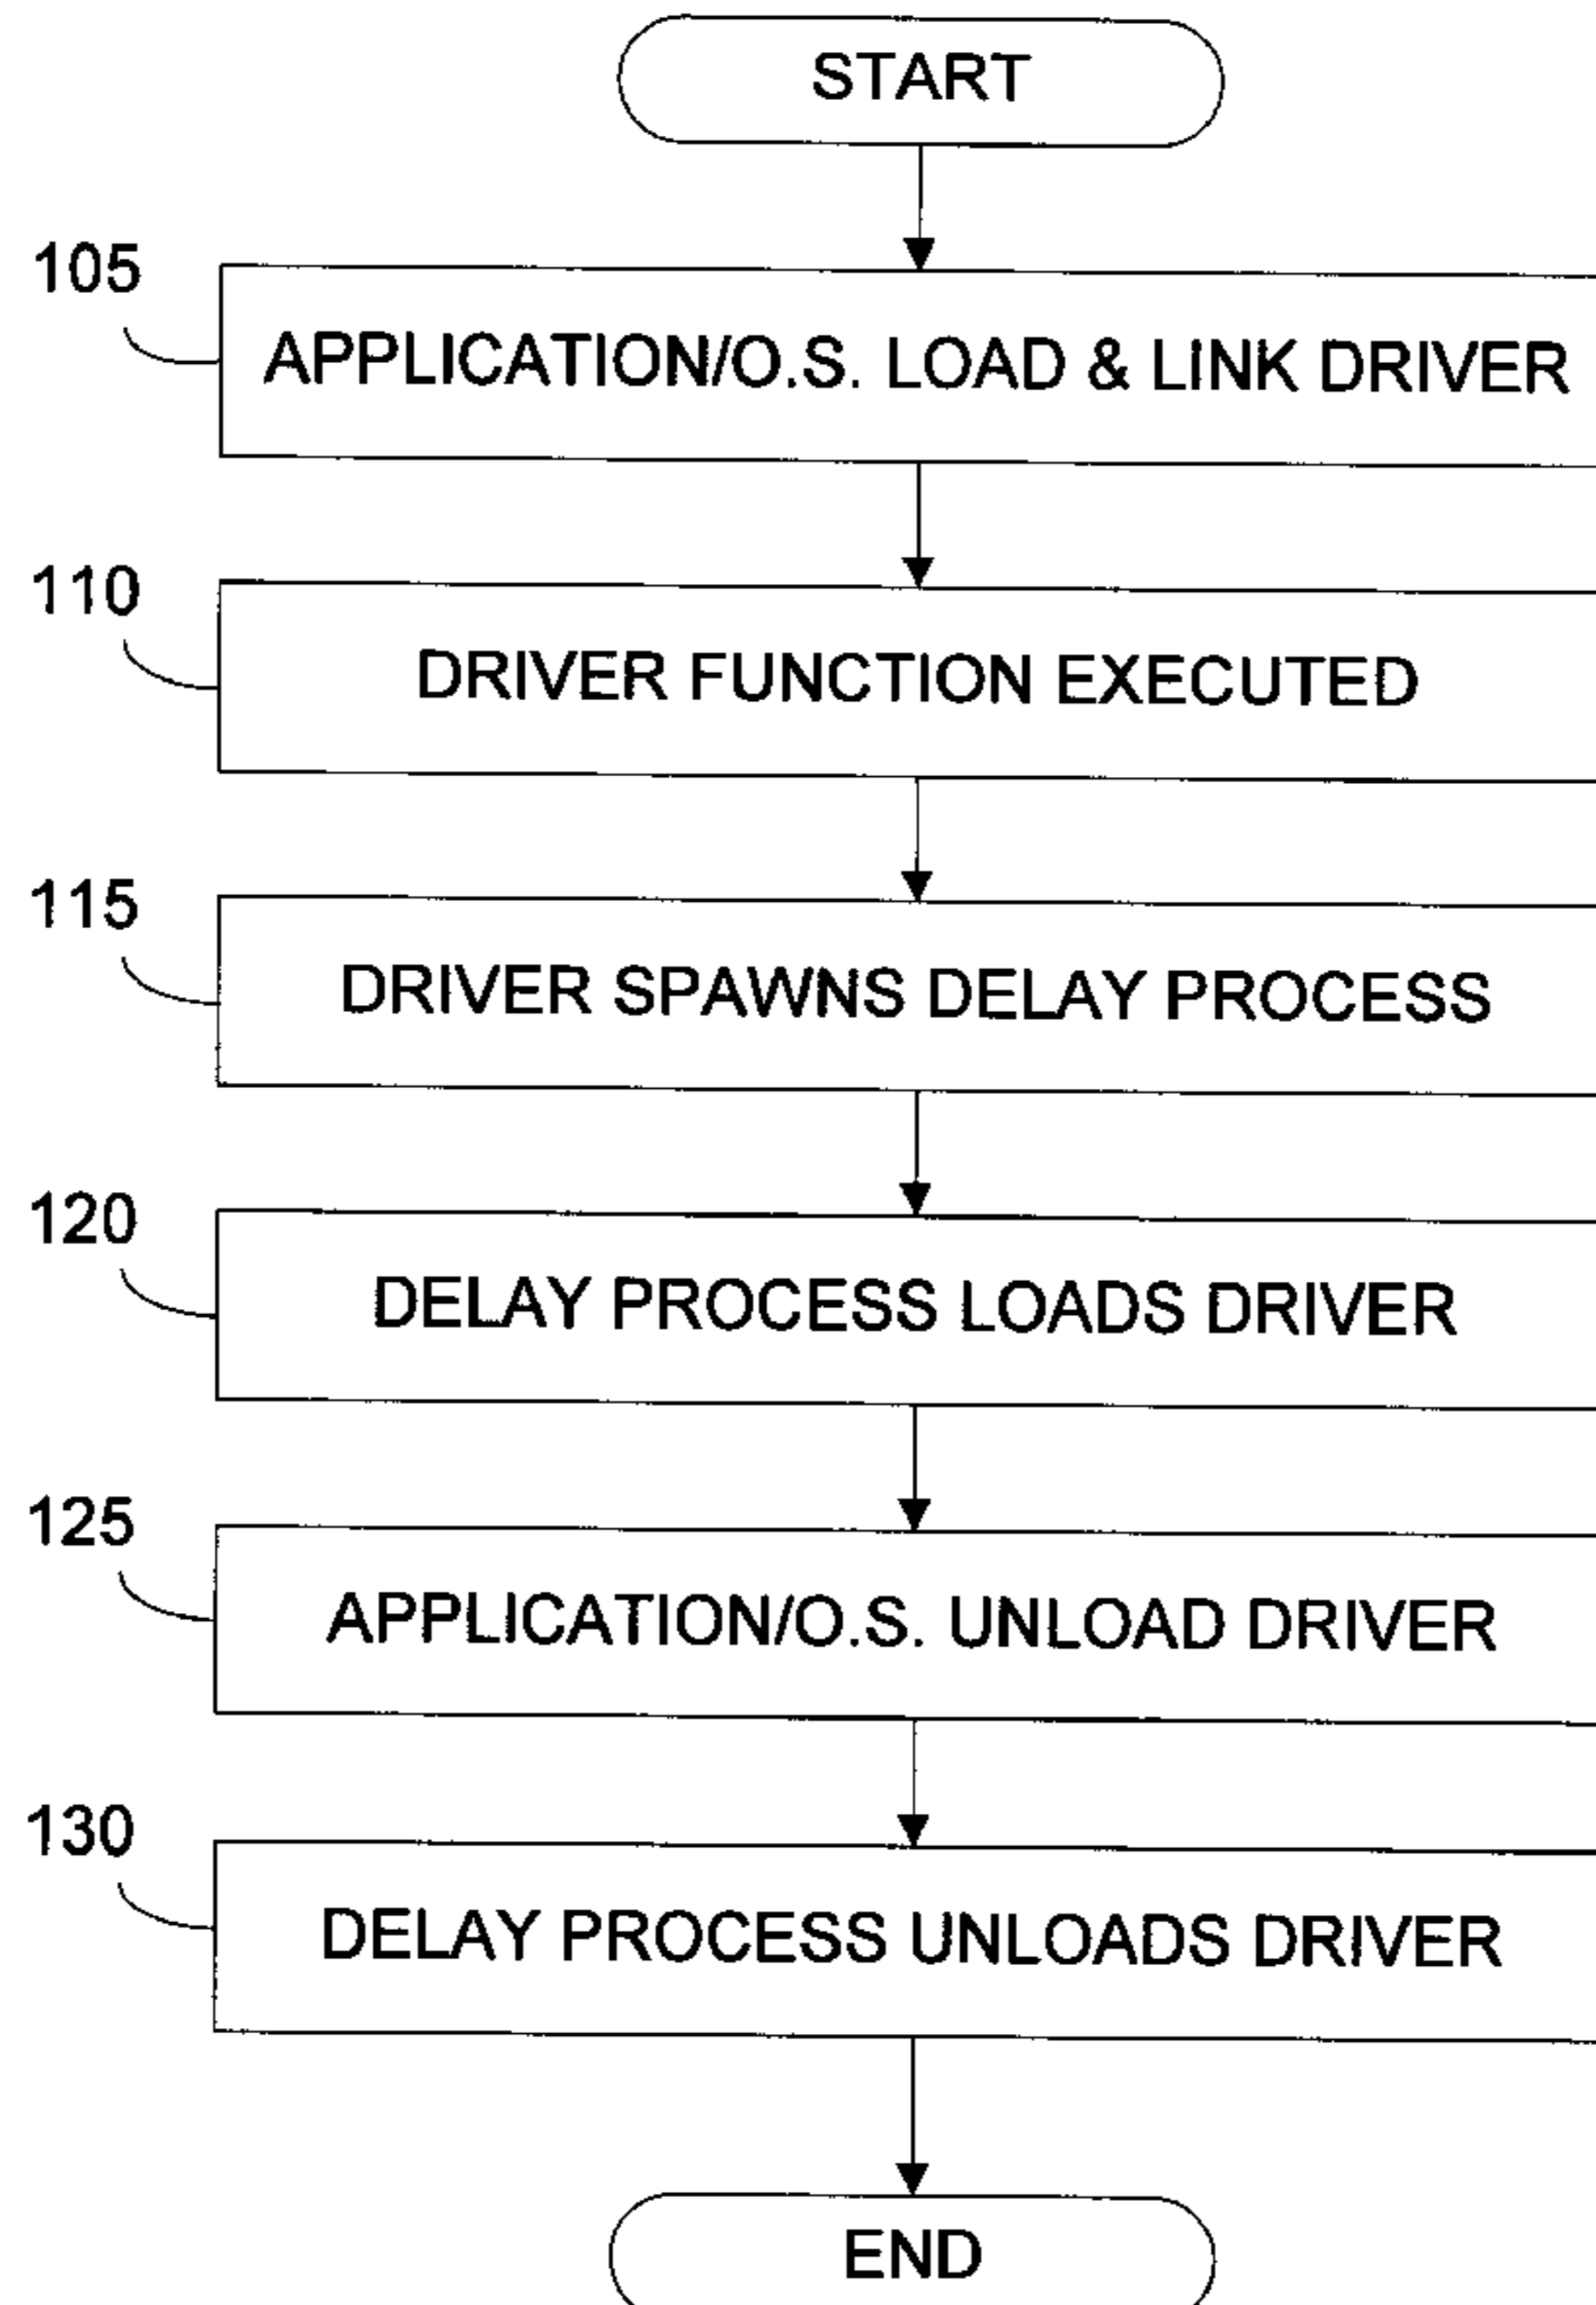 START
105
APPLICATION/O.S. LOAD & LINK DRIVER
110
DRIVER FUNCTION EXECUTED
115
DRIVER SPAWNS DELAY PROCESS
120
DELAY PROCESS LOADS DRIVER
125
APPLICATION/O.S. UNLOAD DRIVER
130
DELAY PROCESS UNLOADS DRIVER
END